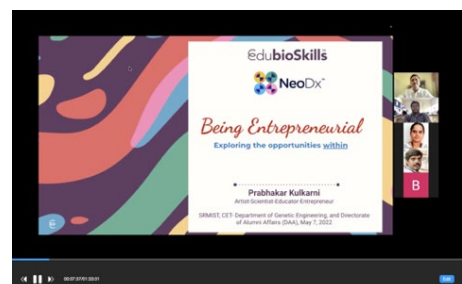 edubioSkills
NeoDx™
Being Entrepreneurial
Exploring the opportunities within
Prabhakar Kulkarni
Artist-Scientist-Educator-Entrepreneur
SRMIST, CET- Department of Genetic Engineering, and Directorate
of Alumni Affairs (DAA), May 7, 2022
B